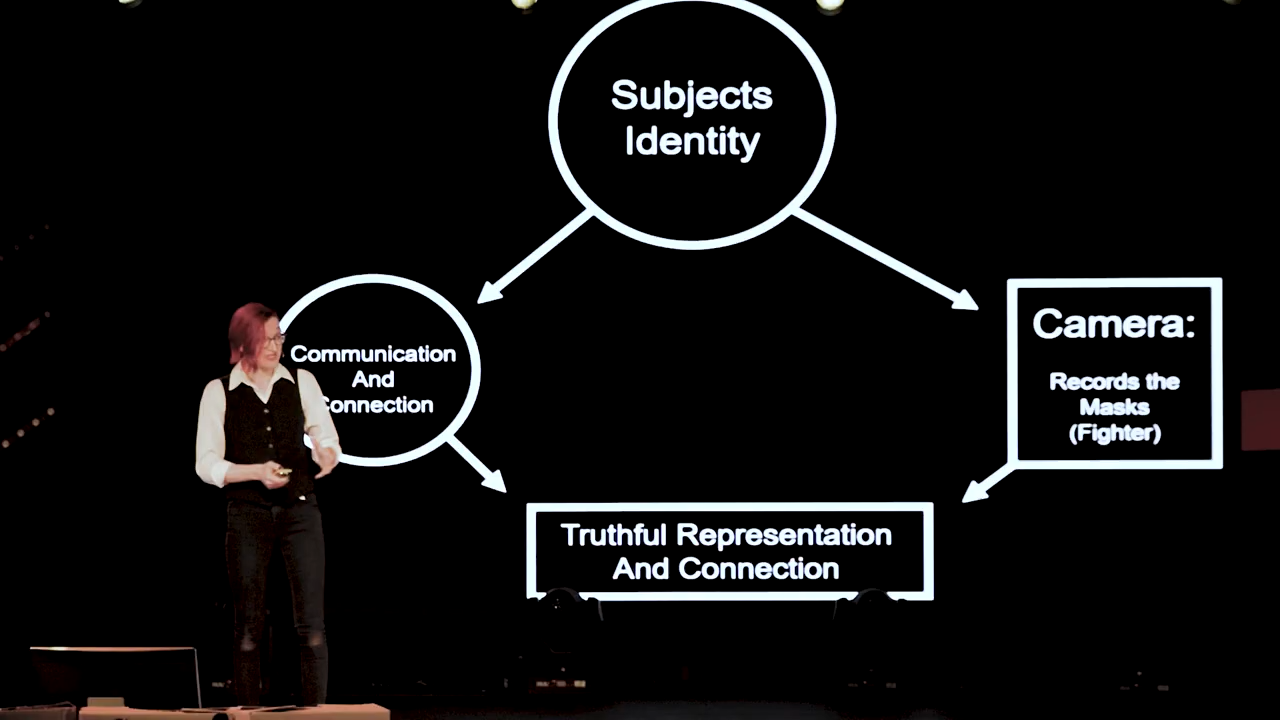 Subjects
Identity
Communication
And
Connection
Camera:
Records the
Masks
(Fighter)
Truthful Representation
And Connection